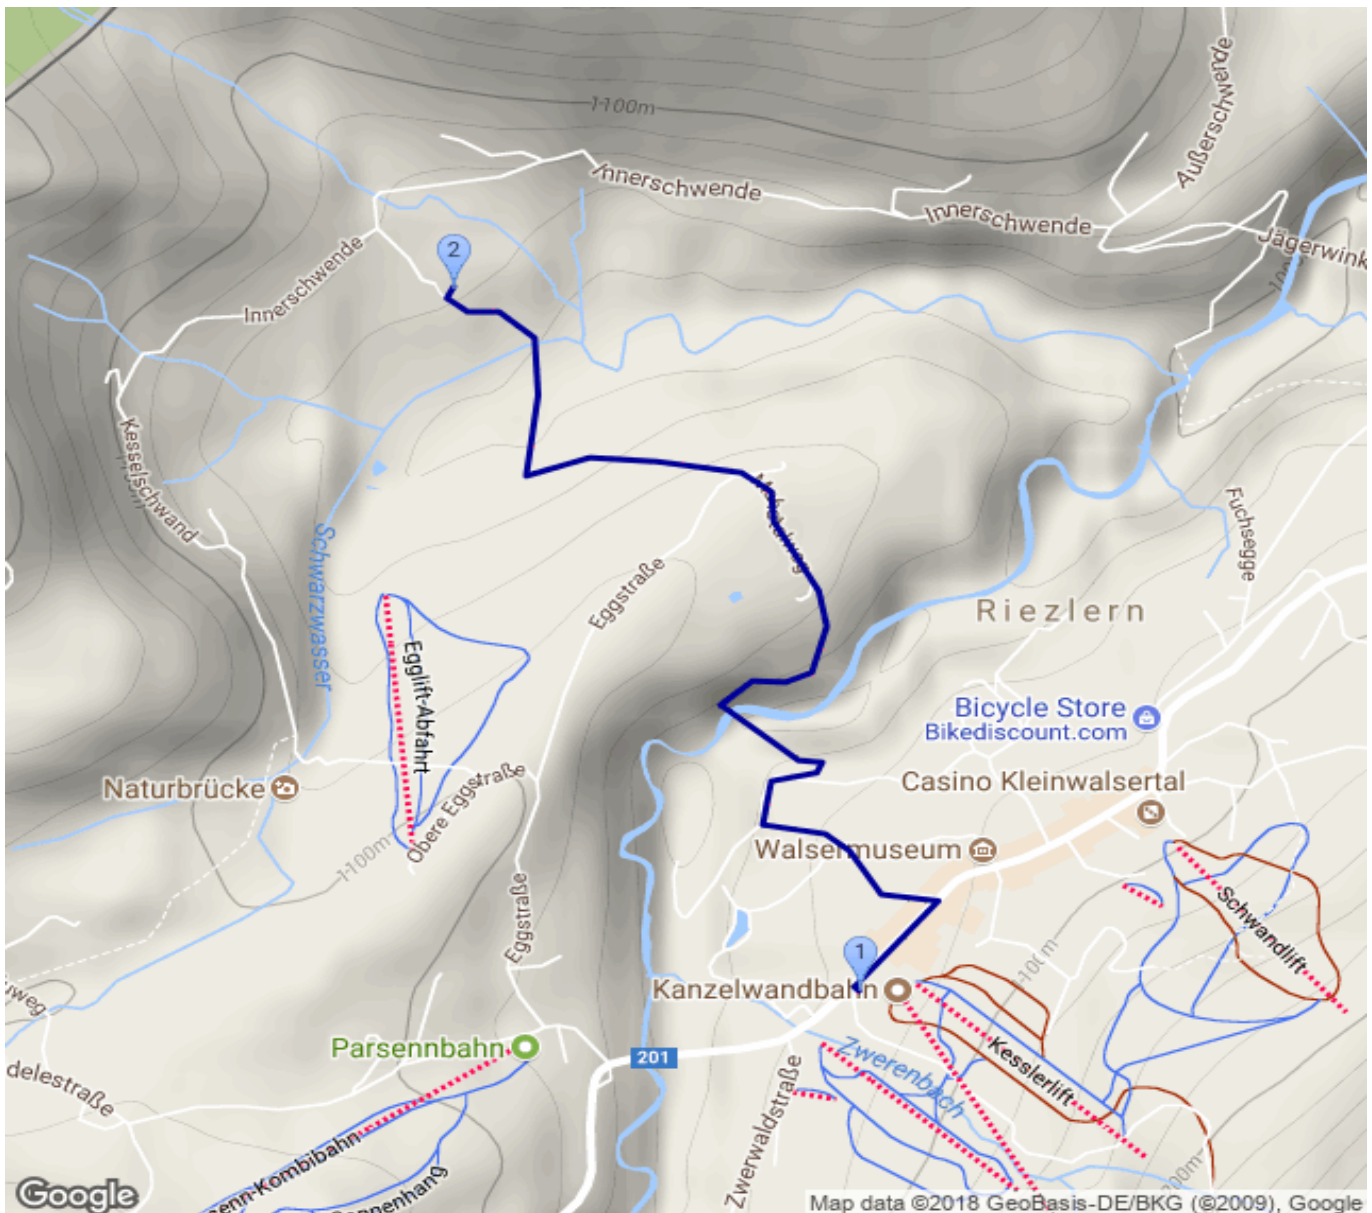 1100m
Außerschwende
Innerschwende
Innerschwende
Jägerwink
2
Innerschwende
Kesselschwand
Schwarzwasser
Eggstraße
Fuchsegge
Riezlern
Egglift-Abfahrt
Bicycle Store
Bikediscount.com
Naturbrücke
Obere Eggstraße
Casino Kleinwalsertal
1100m
Walsermuseum
Eggstraße
Schwandlift
1
Kanzelwandbahn
Parsennbahn
201
Zwerenbach
Kesslerlift
delestraße
Zwerwaldstraße
senn-Kombibahn
Google
Map data ©2018 GeoBasis-DE/BKG (©2009), Google